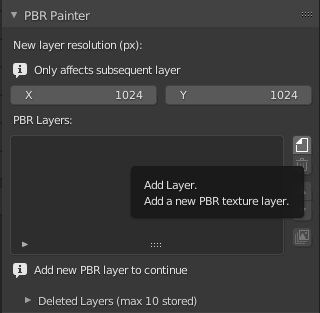 PBR Painter
New layer resolution (px):
Only affects subsequent layer
X 1024 Y 1024
PBR Layers:
Add Layer.
Add a new PBR texture layer.
Add new PBR layer to continue
Deleted Layers (max 10 stored)